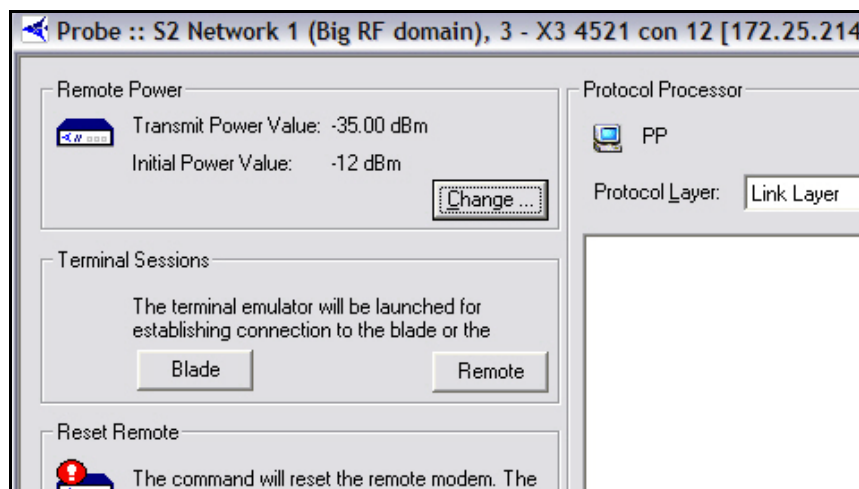 Probe :: S2 Network 1 (Big RF domain), 3 - X3 4521 con 12 [172.25.214
Remote Power
Transmit Power Value: -35.00 dBm
Initial Power Value: -12 dBm
Change ...
Terminal Sessions
The terminal emulator will be launched for
establishing connection to the blade or the
Blade
Remote
Reset Remote
The command will reset the remote modem. The
Protocol Processor
PP
Protocol Layer: Link Layer